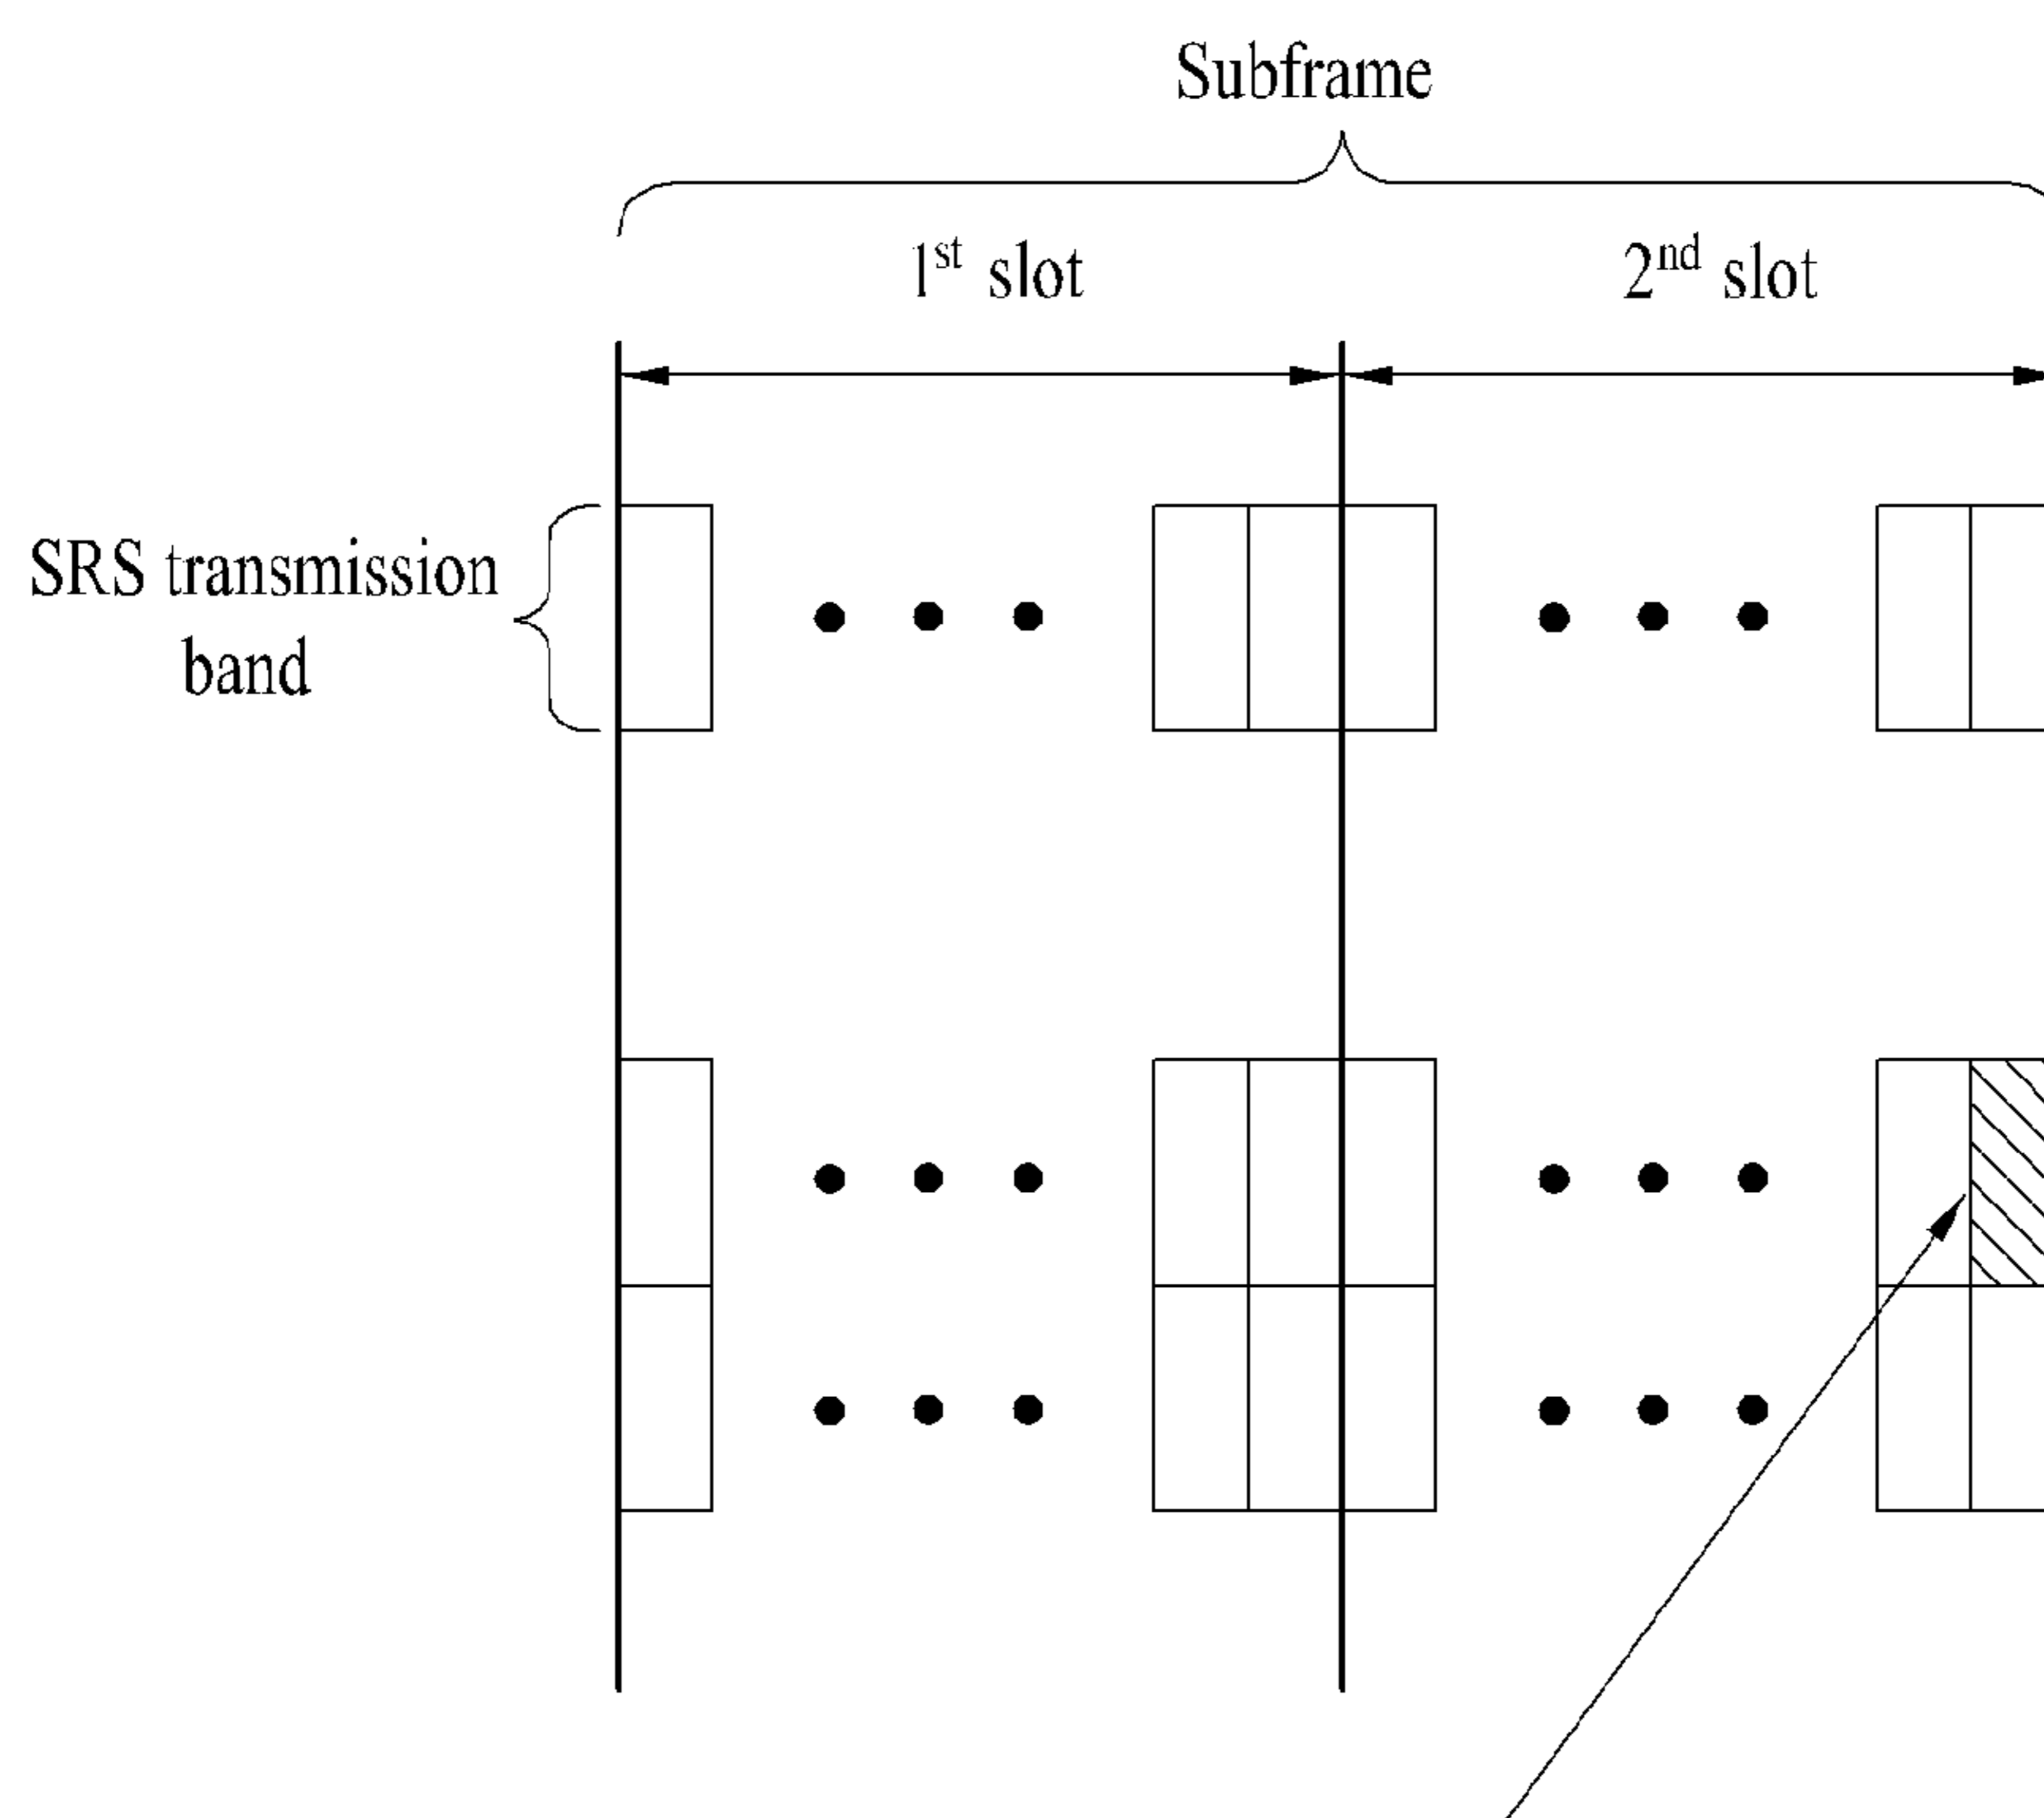 Subframe
1st slot
2nd slot
SRS transmission
band